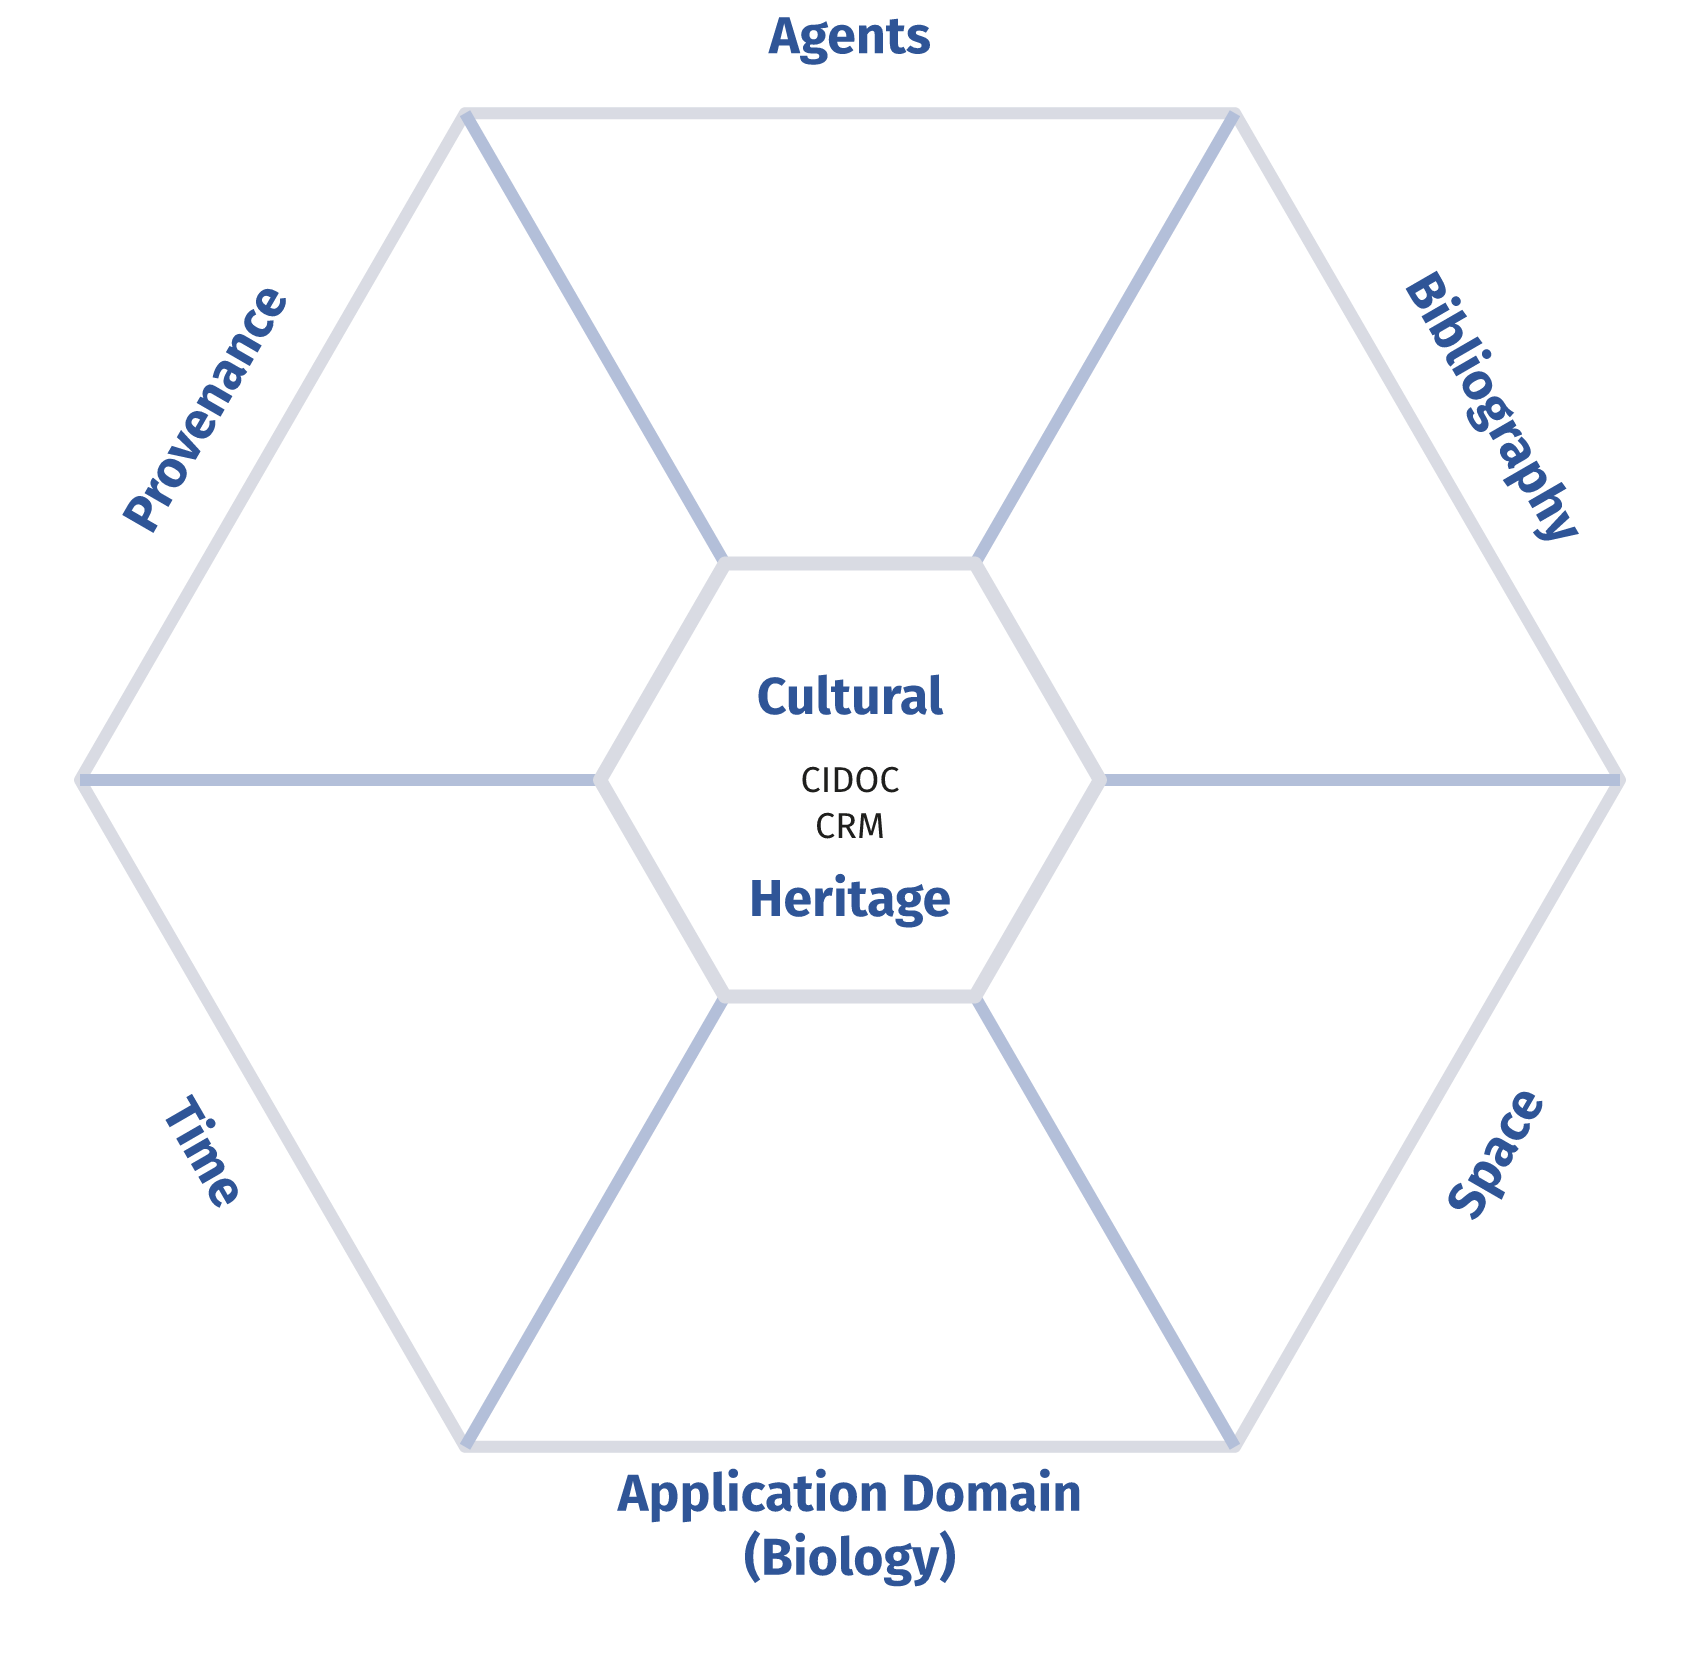 Agents
Provenance
Bibliography
Cultural
CIDOC
CRM
Heritage
Time
Space
Application Domain
(Biology)